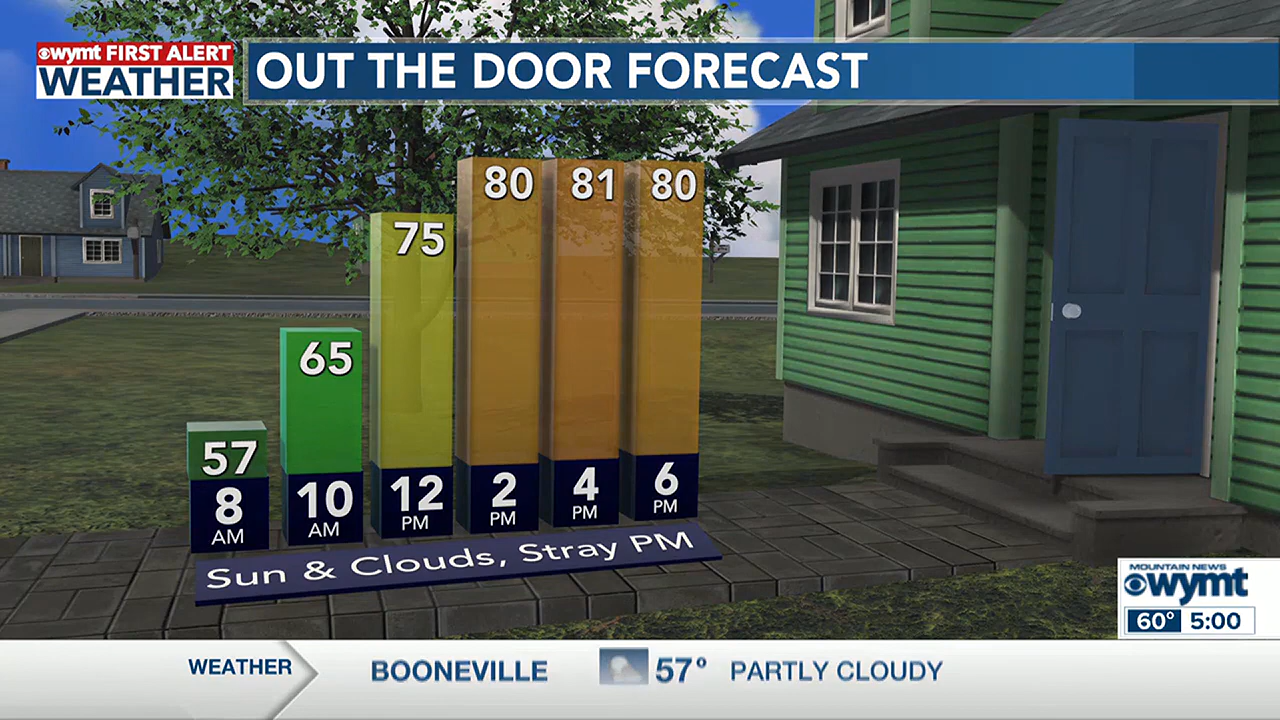 wymt FIRST ALERT
WEATHER
OUT THE DOOR FORECAST
57
65
75
80
81
80
8
AM
10
AM
12
PM
2
PM
4
PM
6
PM
Sun & Clouds, Stray PM
MOUNTAIN NEWS
wymt
60° 5:00
WEATHER
BOONEVILLE 57° PARTLY CLOUDY